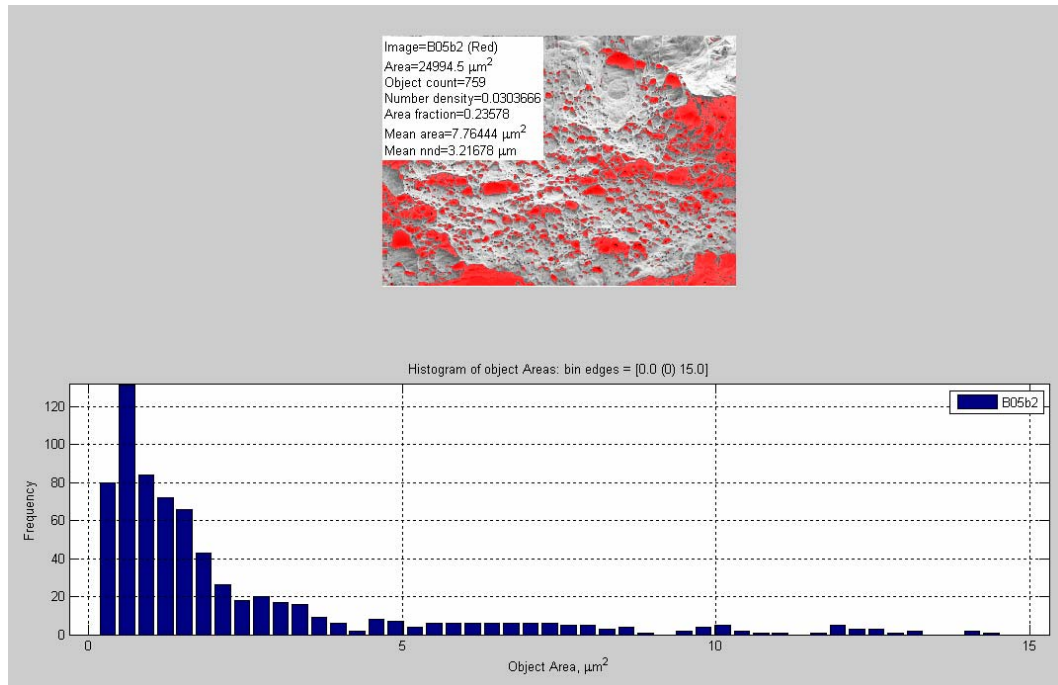 Image=B05b2 (Red)
Area=24994.5 μm²
Object count=759
Number density=0.0303666
Area fraction=0.23578
Mean area=7.76444 μm²
Mean nnd=3.21678 μm
Histogram of object Areas: bin edges = [0.0 (0) 15.0]
B05b2
120
100
80
60
40
20
0
Frequency
0 5 10 15
Object Area, μm²